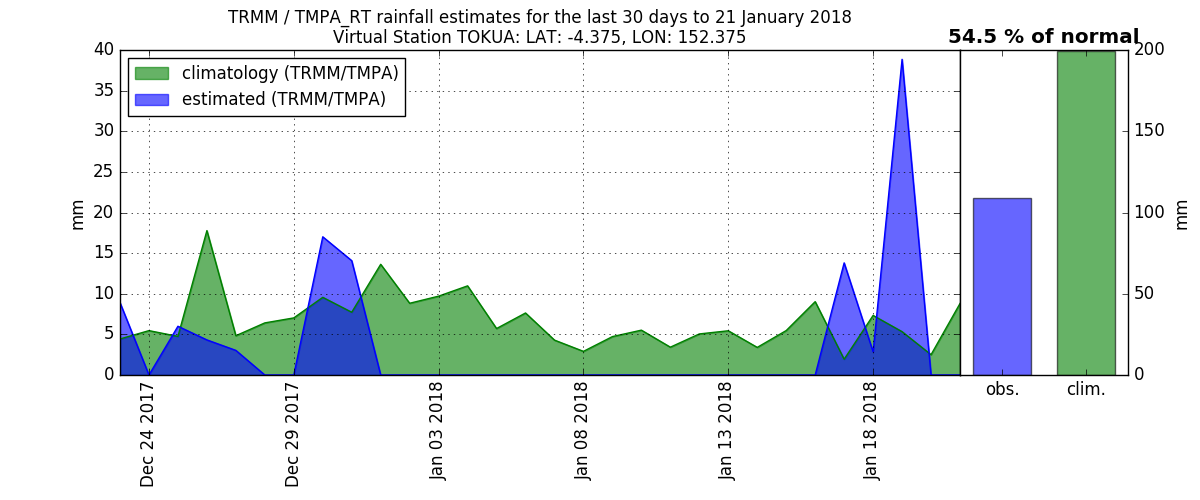 TRMM / TMPA_RT rainfall estimates for the last 30 days to 21 January 2018
Virtual Station TOKUA: LAT: -4.375, LON: 152.375
54.5 % of normal
climatology (TRMM/TMPA)
estimated (TRMM/TMPA)
mm
40
35
30
25
20
15
10
5
0
Dec 24 2017
Dec 29 2017
Jan 03 2018
Jan 08 2018
Jan 13 2018
Jan 18 2018
obs.
clim.
200
150
100
50
0
mm